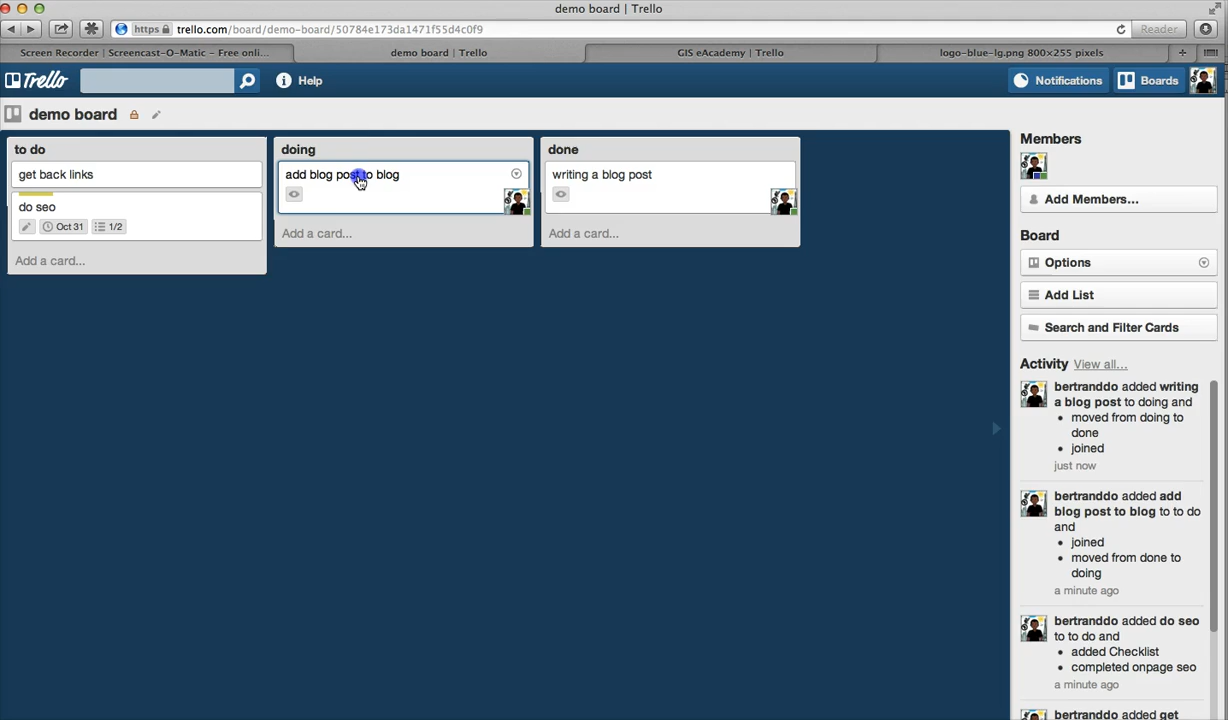 demo board | Trello
https trello.com/board/demo-board/50784e173da1471f55d4c0f9
Reader
Screen Recorder | Screencast-O-Matic - Free onli...
demo board | Trello
GIS eAcademy | Trello
logo-blue-lg.png 800×255 pixels
Trello
Help
Notifications
Boards
demo board
to do
get back links
do seo
Oct 31
1/2
Add a card...
doing
add blog post to blog
Add a card...
done
writing a blog post
Add a card...
Members
Add Members...
Board
Options
Add List
Search and Filter Cards
Activity View all...
bertranddo added writing
a blog post to doing and
• moved from doing to
done
• joined
just now
bertranddo added add
blog post to blog to to do
and
• joined
• moved from done to
doing
a minute ago
bertranddo added do seo
to to do and
• added Checklist
• completed onpage seo
a minute ago
bertranddo added get